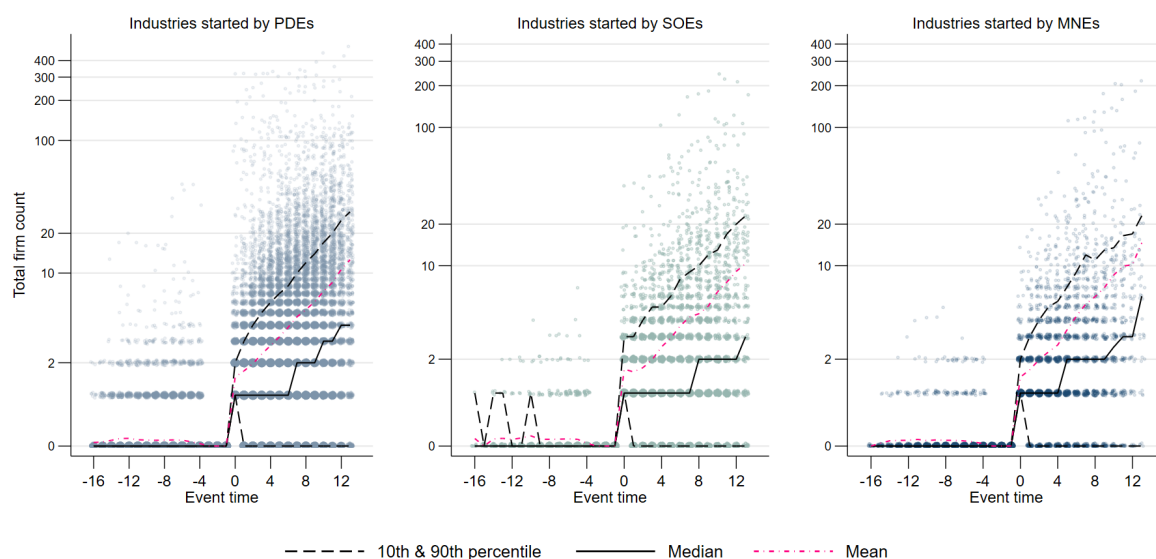 Industries started by PDEs
Industries started by SOEs
Industries started by MNEs
Total firm count
400
300
200
100
20
10
2
0
-16 -12 -8 -4 0 4 8 12
Event time
400
300
200
100
20
10
2
0
-16 -12 -8 -4 0 4 8 12
Event time
400
300
200
100
20
10
2
0
-16 -12 -8 -4 0 4 8 12
Event time
10th & 90th percentile Median Mean